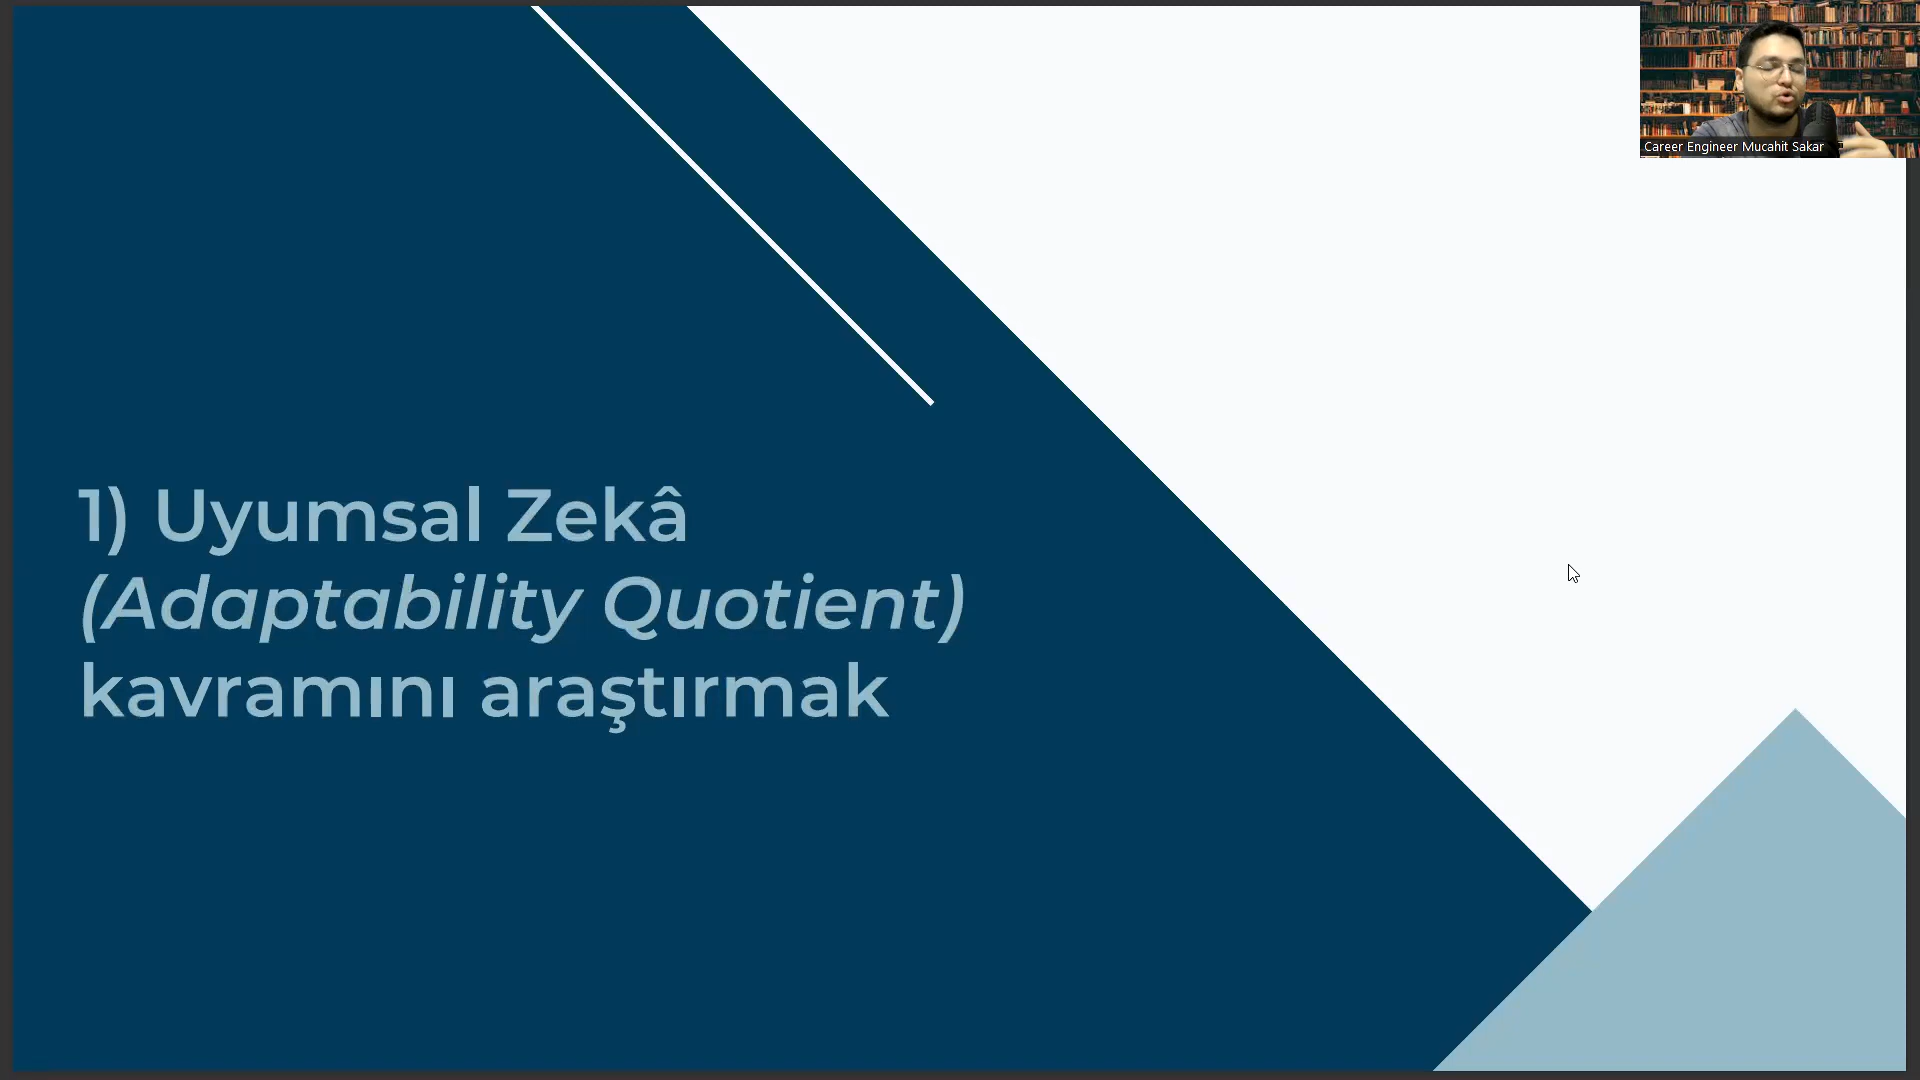 Career Engineer Mucahit Sakar
1) Uyumsal Zekâ
(Adaptability Quotient)
kavramını araştırmak